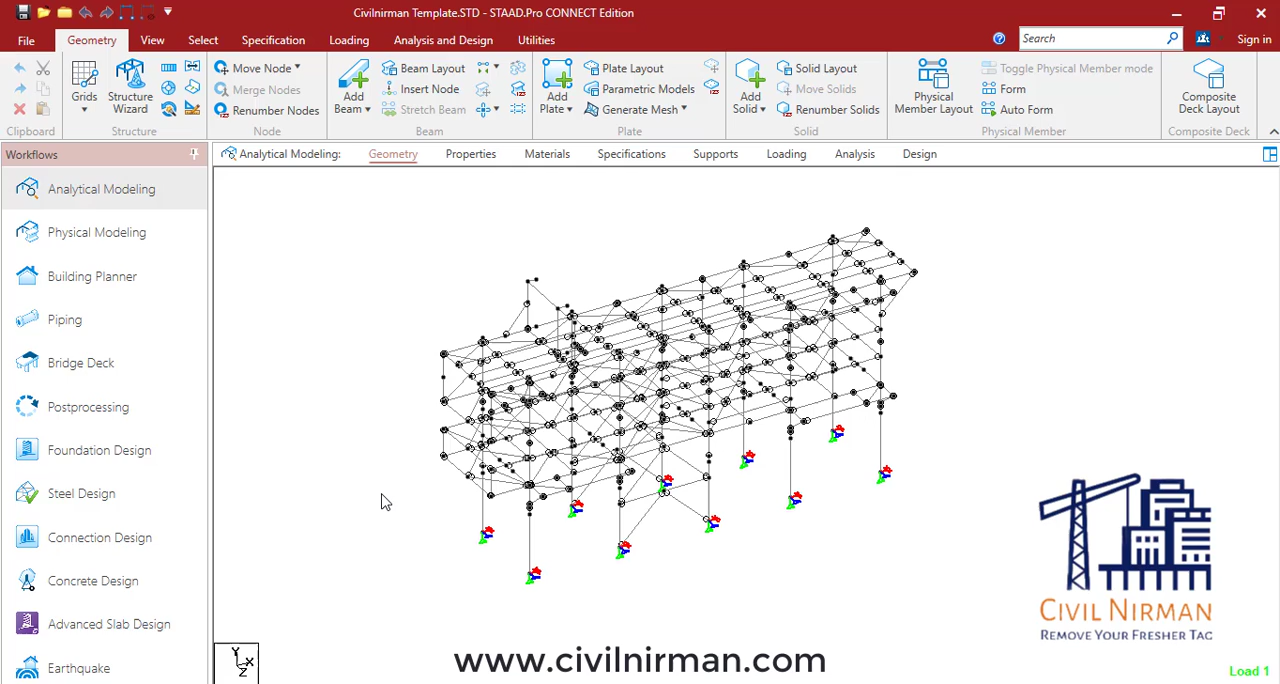 Civilnirman Template.STD - STAAD.Pro CONNECT Edition
File
Geometry
View
Select
Specification
Loading
Analysis and Design
Utilities
Search
Sign in
Grids
Structure
Wizard
Move Node
Merge Nodes
Renumber Nodes
Add
Beam
Beam Layout
Insert Node
Stretch Beam
Add
Plate
Plate Layout
Parametric Models
Generate Mesh
Add
Solid
Solid Layout
Move Solids
Renumber Solids
Physical
Member Layout
Toggle Physical Member mode
Form
Auto Form
Composite
Deck Layout
Clipboard
Structure
Node
Beam
Plate
Solid
Physical Member
Composite Deck
Workflows
Analytical Modeling:
Geometry
Properties
Materials
Specifications
Supports
Loading
Analysis
Design
Analytical Modeling
Physical Modeling
Building Planner
Piping
Bridge Deck
Postprocessing
Foundation Design
Steel Design
Connection Design
Concrete Design
Advanced Slab Design
Earthquake
Y
X
Z
CIVIL NIRMAN
REMOVE YOUR FRESHER TAG
www.civilnirman.com
Load 1